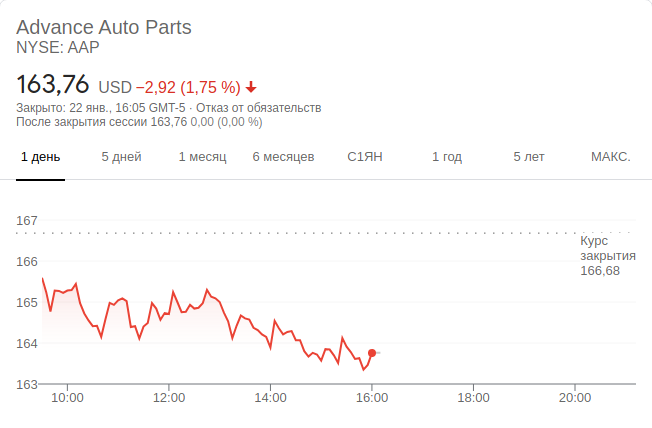 Advance Auto Parts
NYSE: AAP
163,76 USD −2,92 (1,75 %)
Закрыто: 22 янв., 16:05 GMT-5 · Отказ от обязательств
После закрытия сессии 163,76 0,00 (0,00 %)
1 день 5 дней 1 месяц 6 месяцев С1ЯН 1 год 5 лет МАКС.
167
Курс
закрытия
166,68
166
165
164
163
10:00 12:00 14:00 16:00 18:00 20:00